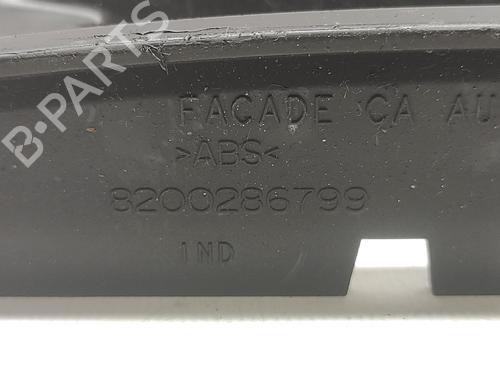 FACADE CA AU
>ABS<
8200286799
IND
B-PARTS